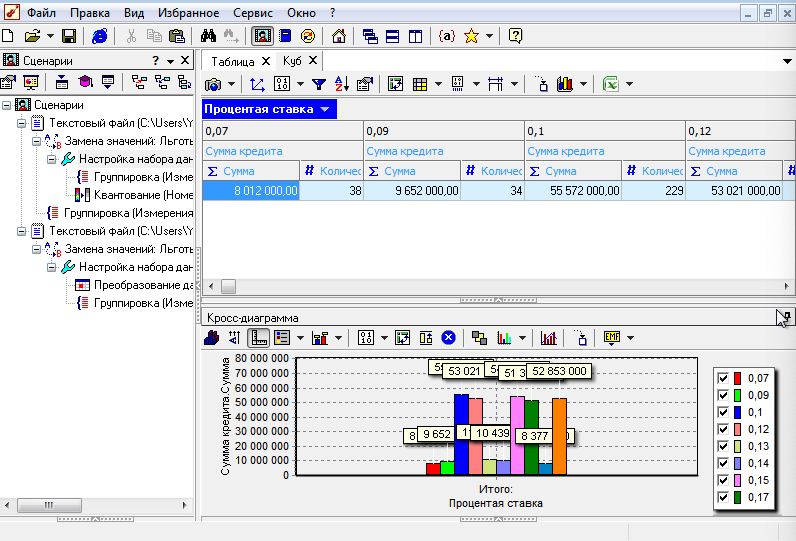 Файл Правка Вид Избранное Сервис Окно ?
Сценарии ?
Таблица Куб
Сценарии
Текстовый файл (C:\Users\Y
Замена значений: Льготы
Настройка набора дан
Группировка (Изме
Квантование (Номе
Группировка (Измерения
Текстовый файл (C:\Users\Y
Замена значений: Льготы
Настройка набора дан
Преобразование да
Группировка (Изме
Процентая ставка
0,07 0,09 0,1 0,12
Сумма кредита Сумма кредита Сумма кредита Сумма кредита
Σ Сумма # Количес Σ Сумма # Количес Σ Сумма # Количес Σ Сумма
8 012 000,00 38 9 652 000,00 34 55 572 000,00 229 53 021 000,00
Кросс-диаграмма
EMF
Сумма кредита Сумма
80 000 000
70 000 000
60 000 000
50 000 000
40 000 000
30 000 000
20 000 000
10 000 000
0
53 021
51 3
52 853 000
8
9 652
10 439
8 377
0
Итого:
Процентая ставка
0,07
0,09
0,1
0,12
0,13
0,14
0,15
0,17